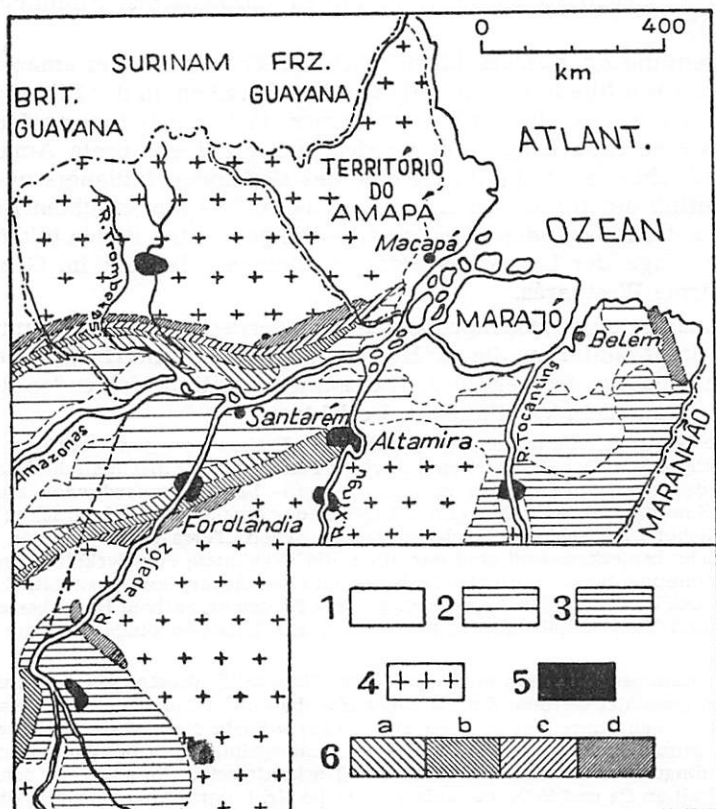 0 400
km
SURINAM FRZ.
GUAYANA
BRIT.
GUAYANA
ATLANT.
OZEAN
TERRITÓRIO
DO
AMAPA
Macapá
R. Trombetas
MARAJÓ
Belém
Santarém
Amazonas
R. Tocantins
Altamira
R. Xingu
MARANHÃO
Fordlândia
R. Tapajóz
1 2 3
4 5
a b c d
6